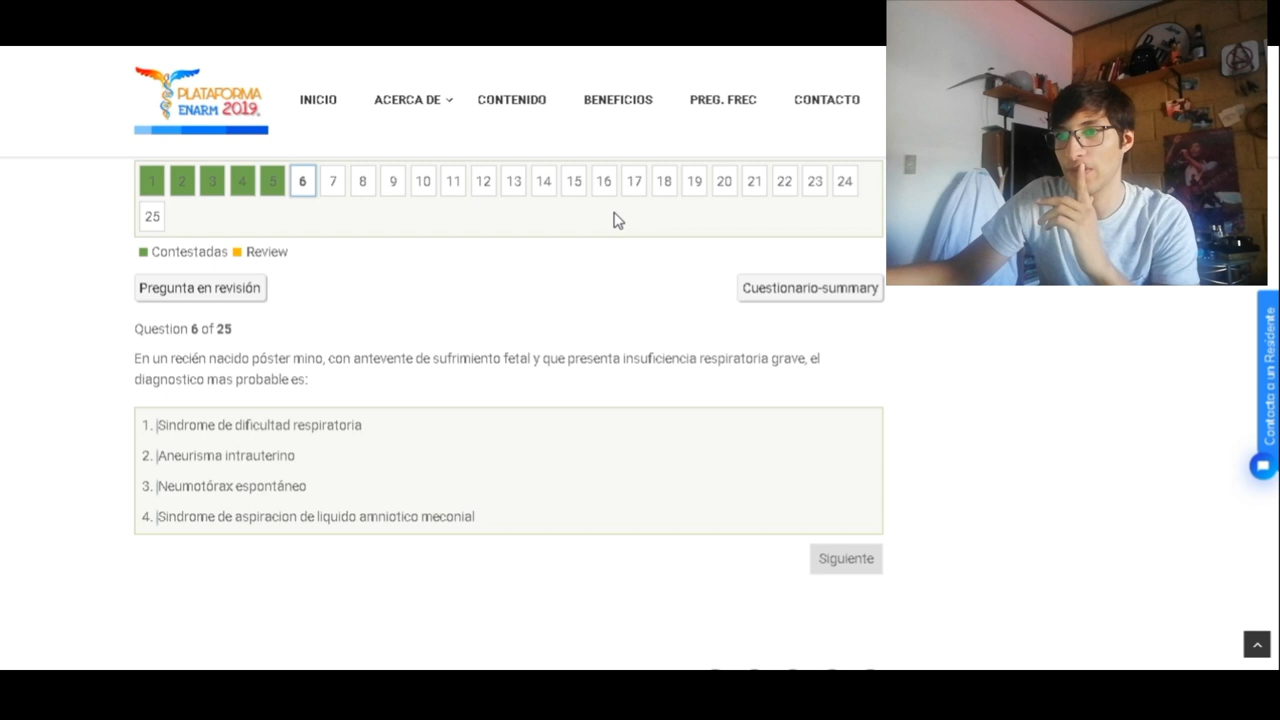 PLATAFORMA
ENARM 2019
INICIO
ACERCA DE
CONTENIDO
BENEFICIOS
PREG. FREC
CONTACTO
1 2 3 4 5 6 7 8 9 10 11 12 13 14 15 16 17 18 19 20 21 22 23 24
25
Contestadas Review
Pregunta en revisión
Cuestionario-summary
Question 6 of 25
En un recién nacido póster mino, con antevente de sufrimiento fetal y que presenta insuficiencia respiratoria grave, el
diagnostico mas probable es:
1. Sindrome de dificultad respiratoria
2. Aneurisma intrauterino
3. Neumotórax espontáneo
4. Sindrome de aspiracion de liquido amniotico meconial
Siguiente
Contacto a un Residente